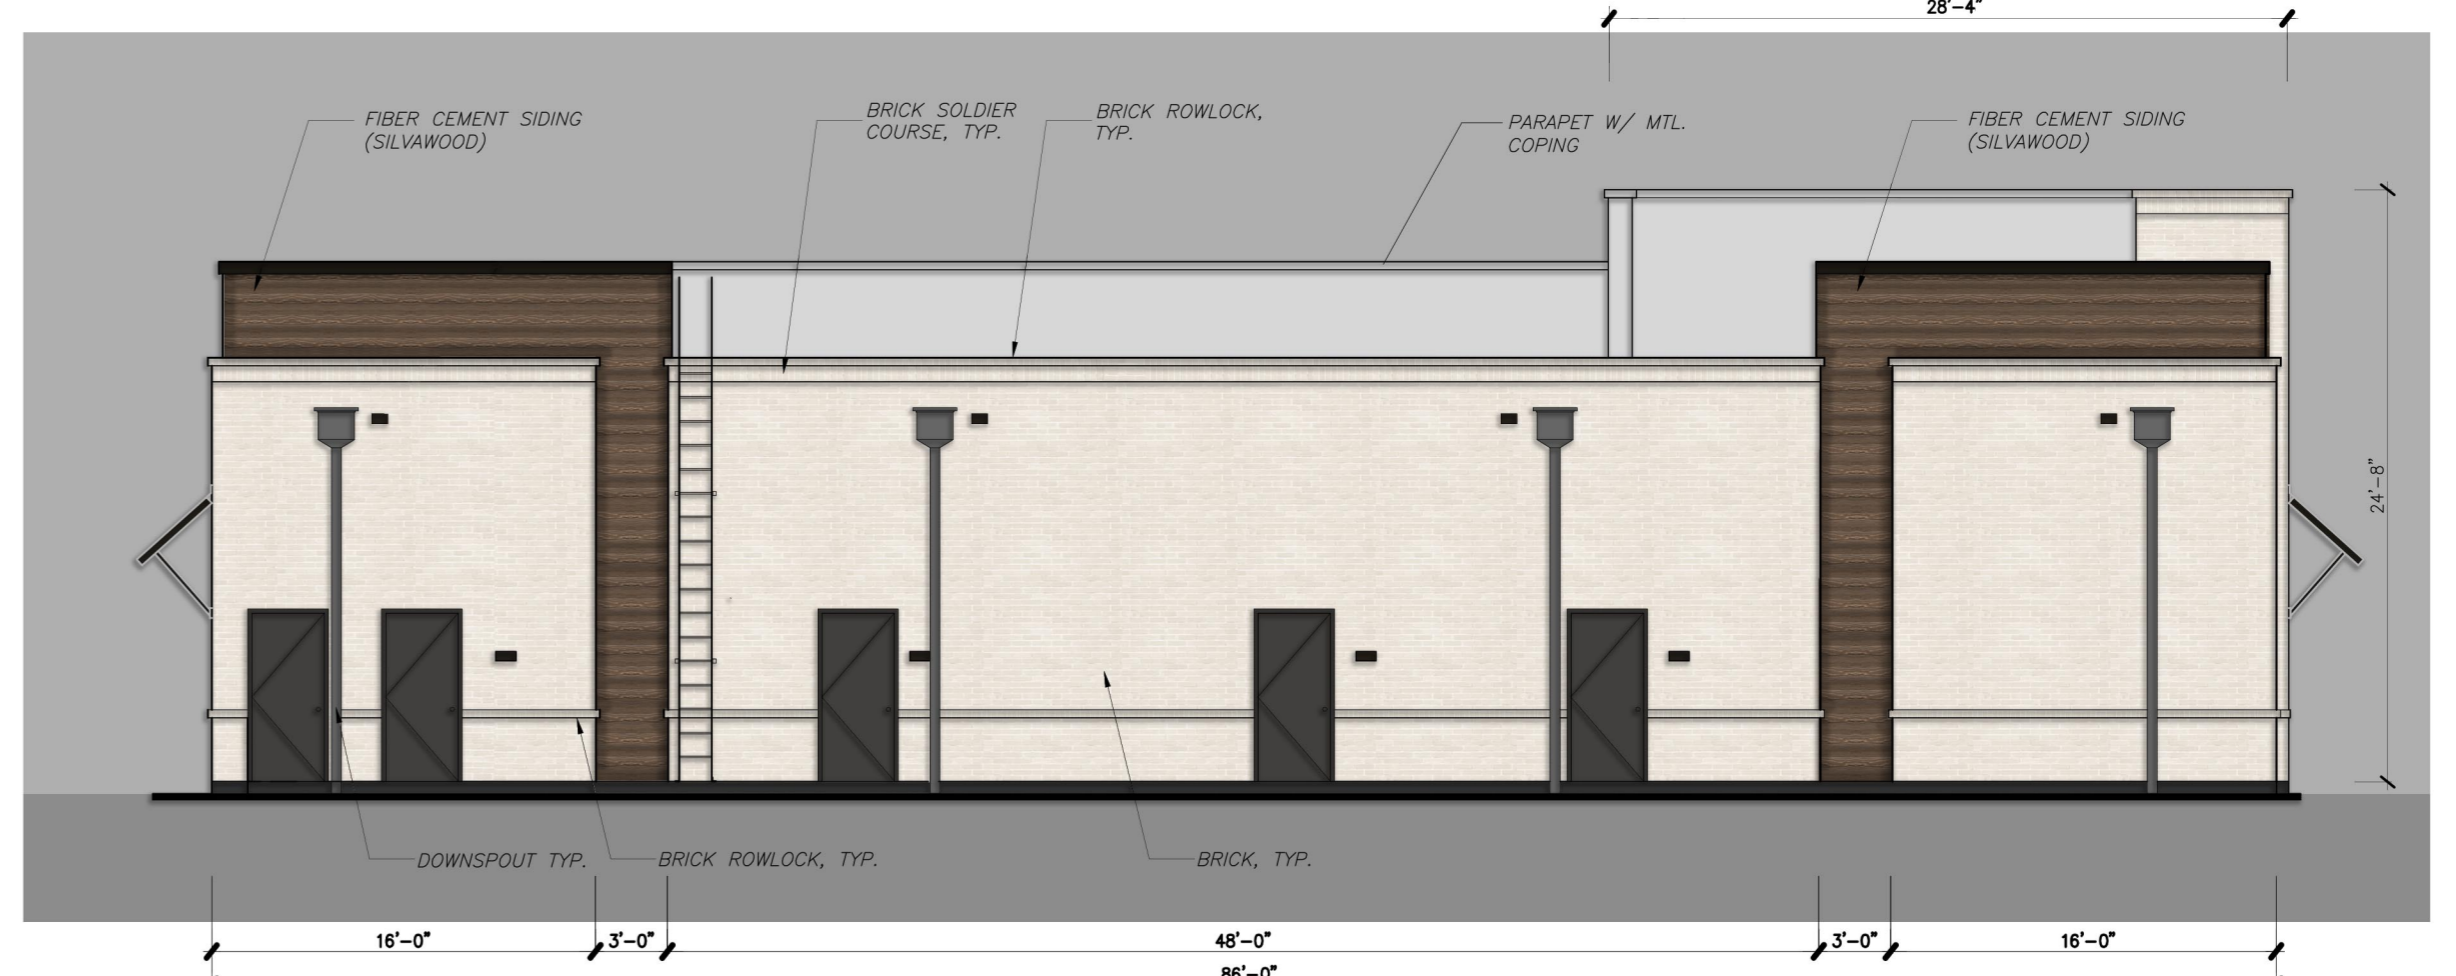 28'-4"
FIBER CEMENT SIDING
(SILVAWOOD)
BRICK SOLDIER
COURSE, TYP.
BRICK ROWLOCK,
TYP.
PARAPET W/ MTL.
COPING
FIBER CEMENT SIDING
(SILVAWOOD)
24'-8"
DOWNSPOUT TYP.
BRICK ROWLOCK, TYP.
BRICK, TYP.
16'-0"
3'-0"
48'-0"
3'-0"
16'-0"
86'-0"